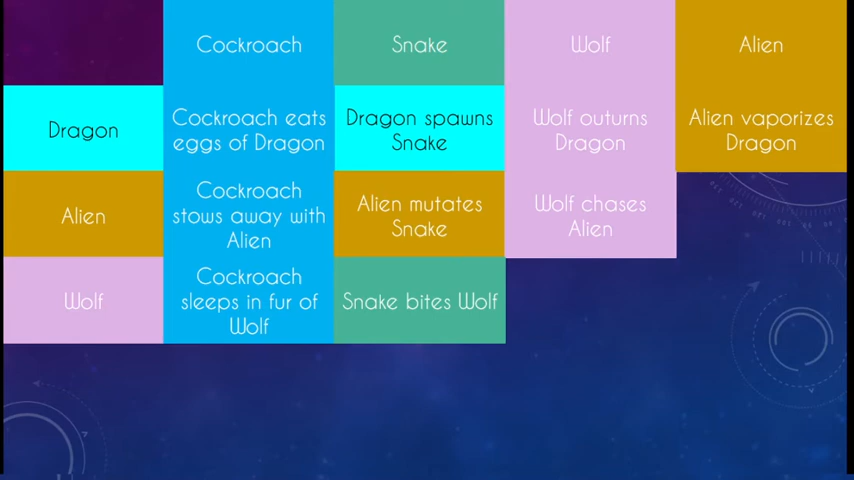 Cockroach
Snake
Wolf
Alien
Dragon
Cockroach eats
eggs of Dragon
Dragon spawns
Snake
Wolf outurns
Dragon
Alien vaporizes
Dragon
Alien
Cockroach
stows away with
Alien
Alien mutates
Snake
Wolf chases
Alien
Wolf
Cockroach
sleeps in fur of
Wolf
Snake bites Wolf